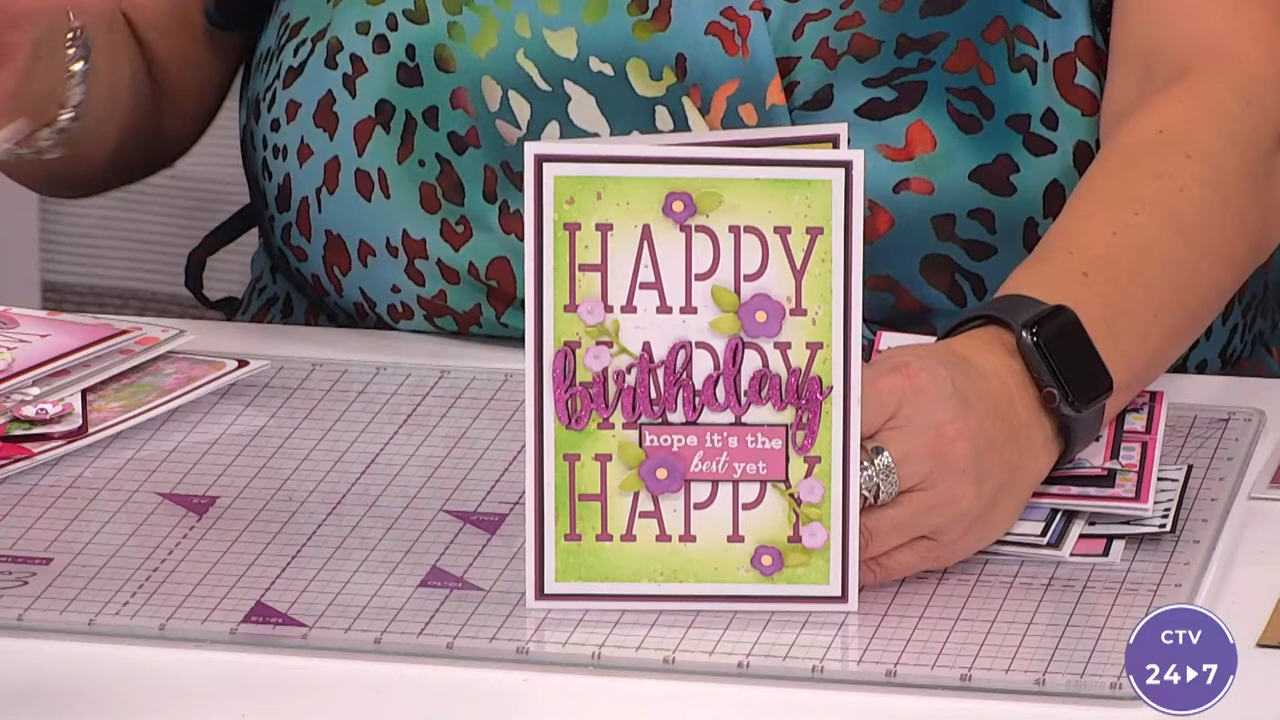 HAPPY
HAPPY
birthday
hope it's the
best yet
HAPPY
CTV
24▶7